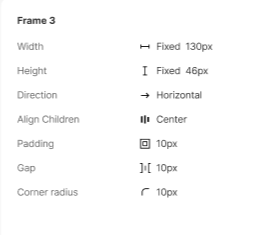 Frame 3
Width Fixed 130px
Height Fixed 46px
Direction Horizontal
Align Children Center
Padding 10px
Gap 10px
Corner radius 10px